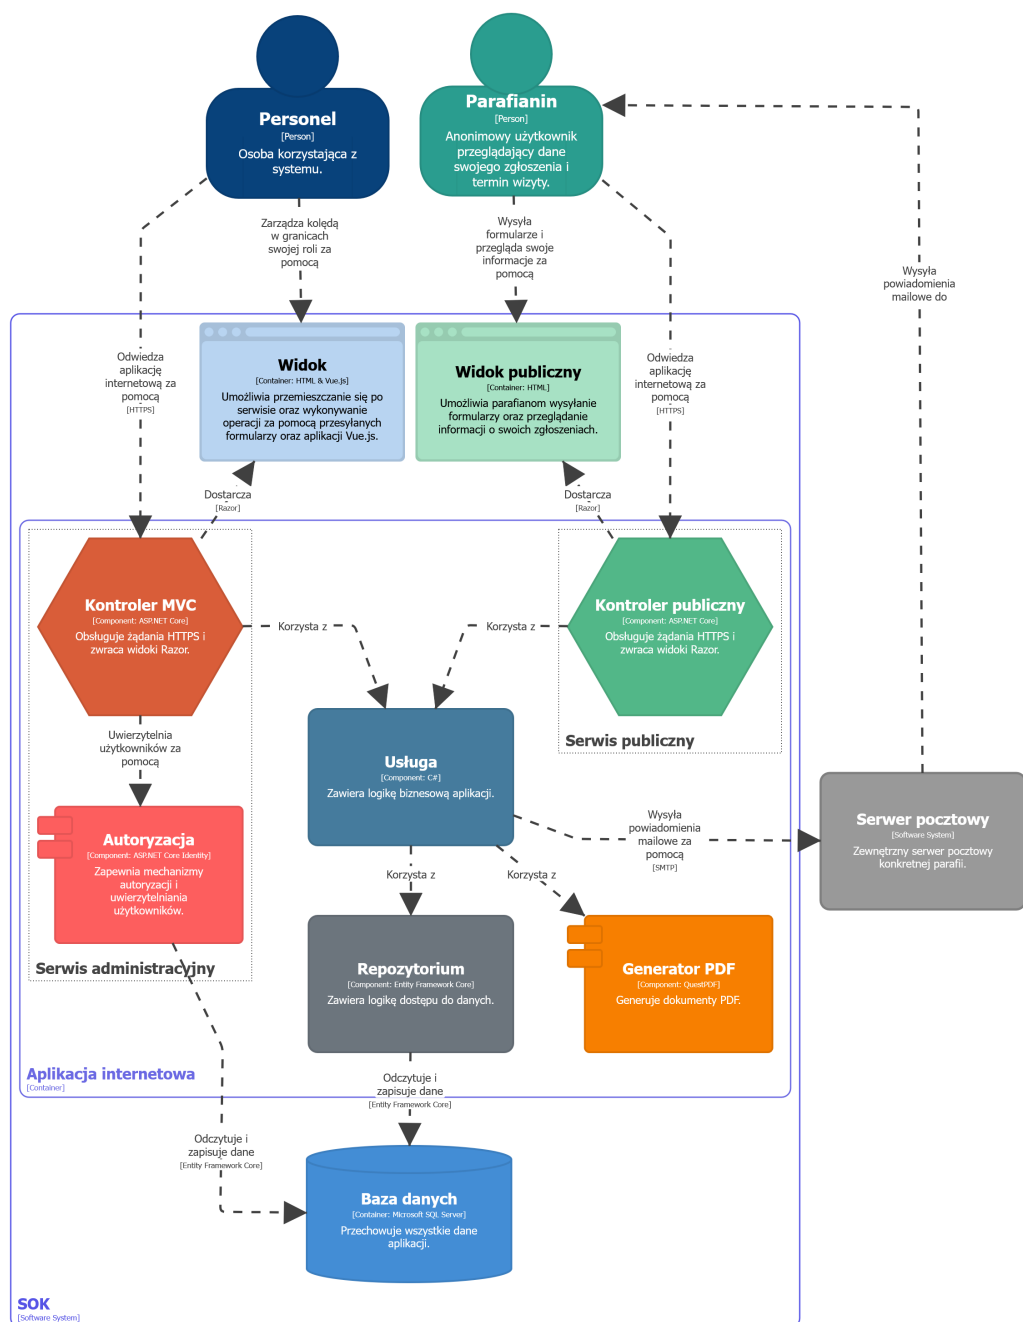 Personel
[Person]
Osoba korzystająca z
systemu.
Parafianin
[Person]
Anonimowy użytkownik
przeglądający dane
swojego zgłoszenia i
termin wizyty.
Zarządza kolędą
w granicach
swojej roli za
pomocą
Wysyła
formularze i
przegląda swoje
informacje za
pomocą
Wysyła
powiadomienia
mailowe do
Odwiedza
aplikację
internetową za
pomocą
[HTTPS]
Widok
[Container: HTML & Vue.js]
Umożliwia przemieszczanie się po
serwisie oraz wykonywanie
operacji za pomocą przesyłanych
formularzy oraz aplikacji Vue.js.
Widok publiczny
[Container: HTML]
Umożliwia parafianom wysyłanie
formularzy oraz przeglądanie
informacji o swoich zgłoszeniach.
Odwiedza
aplikację
internetową za
pomocą
[HTTPS]
Dostarcza
[Razor]
Dostarcza
[Razor]
Kontroler MVC
[Component: ASP.NET Core]
Obsługuje żądania HTTPS i
zwraca widoki Razor.
Korzysta z
Korzysta z
Kontroler publiczny
[Component: ASP.NET Core]
Obsługuje żądania HTTPS i
zwraca widoki Razor.
Serwis publiczny
Uwierzytelnia
użytkowników za
pomocą
Usługa
[Component: C#]
Zawiera logikę biznesową aplikacji.
Wysyła
powiadomienia
mailowe za
pomocą
[SMTP]
Serwer pocztowy
[Software System]
Zewnętrzny serwer pocztowy
konkretnej parafii.
Autoryzacja
[Component: ASP.NET Core Identity]
Zapewnia mechanizmy
autoryzacji i
uwierzytelniania
użytkowników.
Serwis administracyjny
Korzysta z
Korzysta z
Repozytorium
[Component: Entity Framework Core]
Zawiera logikę dostępu do danych.
Generator PDF
[Component: QuestPDF]
Generuje dokumenty PDF.
Aplikacja internetowa
[Container]
Odczytuje i
zapisuje dane
[Entity Framework Core]
Odczytuje i
zapisuje dane
[Entity Framework Core]
Baza danych
[Container: Microsoft SQL Server]
Przechowuje wszystkie dane
aplikacji.
SOK
[Software System]